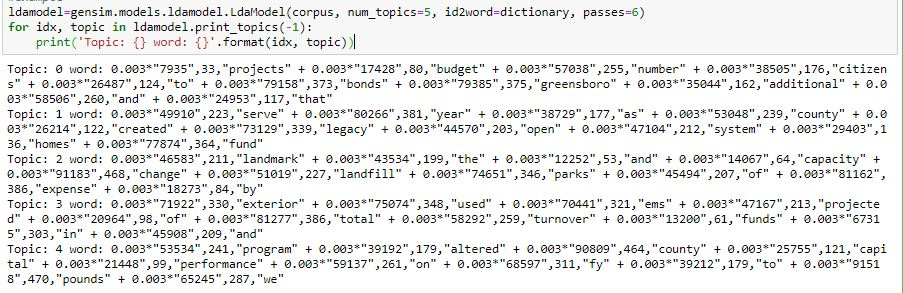 ldamodel=gensim.models.ldamodel.LdaModel(corpus, num_topics=5, id2word=dictionary, passes=6)
for idx, topic in ldamodel.print_topics(-1):
    print('Topic: {} word: {}'.format(idx, topic))
Topic: 0 word: 0.003*"7935",33,"projects" + 0.003*"17428",80,"budget" + 0.003*"57038",255,"number" + 0.003*"38505",176,"citizen
s" + 0.003*"26487",124,"to" + 0.003*"79158",373,"bonds" + 0.003*"79385",375,"greensboro" + 0.003*"35044",162,"additional" + 0.0
03*"58506",260,"and" + 0.003*"24953",117,"that"
Topic: 1 word: 0.003*"49910",223,"serve" + 0.003*"80266",381,"year" + 0.003*"38729",177,"as" + 0.003*"53048",239,"county" + 0.0
03*"26214",122,"created" + 0.003*"73129",339,"legacy" + 0.003*"44570",203,"open" + 0.003*"47104",212,"system" + 0.003*"29403",1
36,"homes" + 0.003*"77874",364,"fund"
Topic: 2 word: 0.003*"46583",211,"landmark" + 0.003*"43534",199,"the" + 0.003*"12252",53,"and" + 0.003*"14067",64,"capacity" +
0.003*"91183",468,"change" + 0.003*"51019",227,"landfill" + 0.003*"74651",346,"parks" + 0.003*"45494",207,"of" + 0.003*"81162",
386,"expense" + 0.003*"18273",84,"by"
Topic: 3 word: 0.003*"71922",330,"exterior" + 0.003*"75074",348,"used" + 0.003*"70441",321,"ems" + 0.003*"47167",213,"projecte
d" + 0.003*"20964",98,"of" + 0.003*"81277",386,"total" + 0.003*"58292",259,"turnover" + 0.003*"13200",61,"funds" + 0.003*"6731
5",303,"in" + 0.003*"45908",209,"and"
Topic: 4 word: 0.003*"53534",241,"program" + 0.003*"39192",179,"altered" + 0.003*"90809",464,"county" + 0.003*"25755",121,"capi
tal" + 0.003*"21448",99,"performance" + 0.003*"59137",261,"on" + 0.003*"68597",311,"fy" + 0.003*"39212",179,"to" + 0.003*"9151
8",470,"pounds" + 0.003*"65245",287,"we"